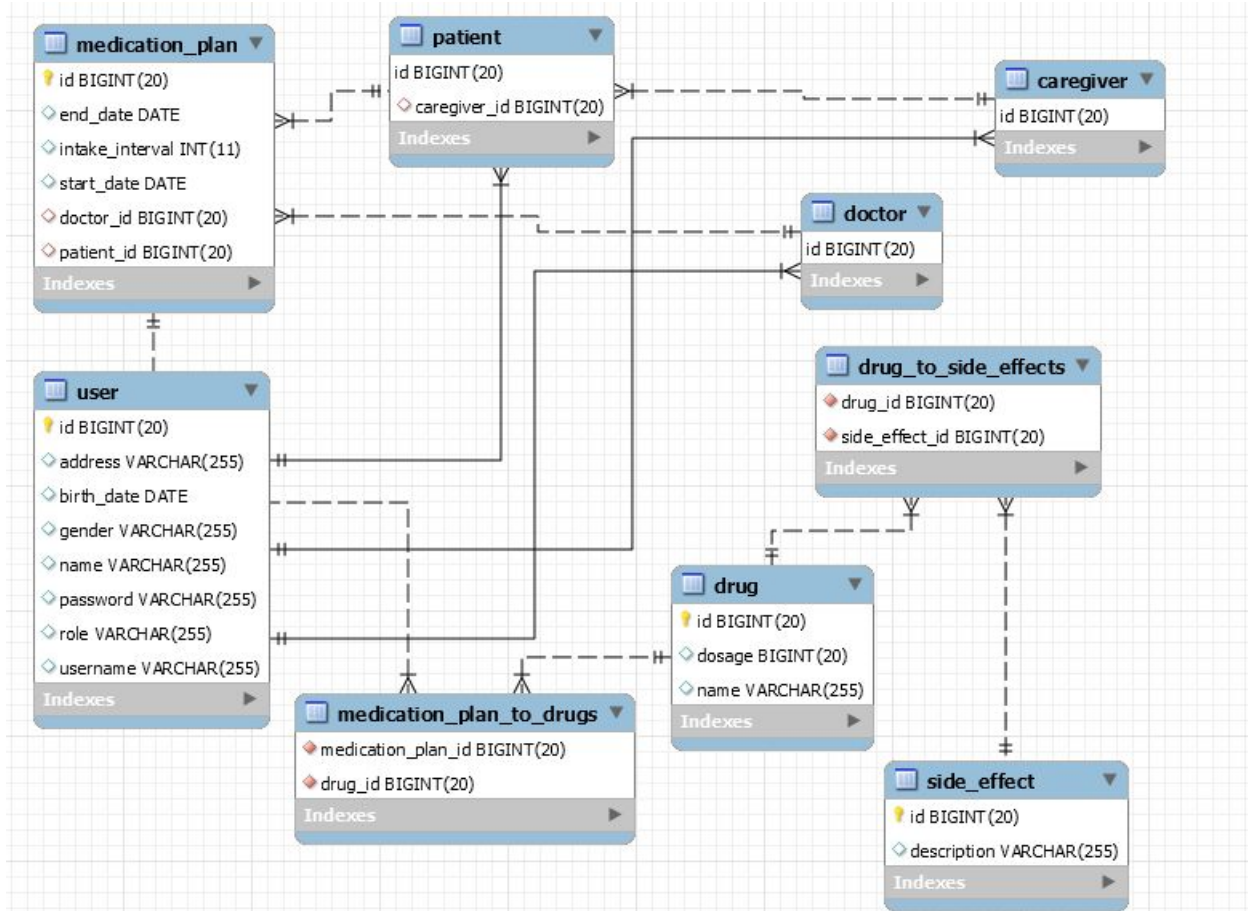 medication_plan
id BIGINT(20)
end_date DATE
intake_interval INT(11)
start_date DATE
doctor_id BIGINT(20)
patient_id BIGINT(20)
Indexes
patient
id BIGINT(20)
caregiver_id BIGINT(20)
Indexes
caregiver
id BIGINT(20)
Indexes
doctor
id BIGINT(20)
Indexes
user
id BIGINT(20)
address VARCHAR(255)
birth_date DATE
gender VARCHAR(255)
name VARCHAR(255)
password VARCHAR(255)
role VARCHAR(255)
username VARCHAR(255)
Indexes
drug_to_side_effects
drug_id BIGINT(20)
side_effect_id BIGINT(20)
Indexes
drug
id BIGINT(20)
dosage BIGINT(20)
name VARCHAR(255)
Indexes
medication_plan_to_drugs
medication_plan_id BIGINT(20)
drug_id BIGINT(20)
Indexes
side_effect
id BIGINT(20)
description VARCHAR(255)
Indexes